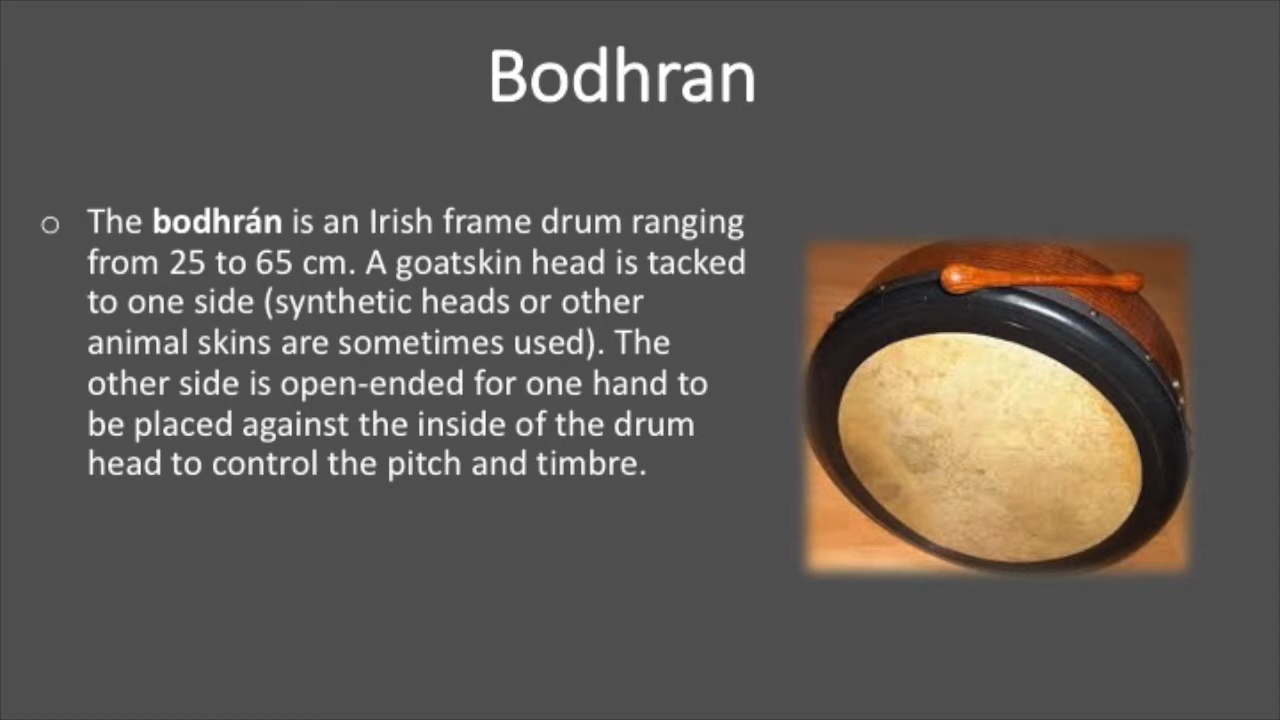 Bodhran
The bodhrán is an Irish frame drum ranging
from 25 to 65 cm. A goatskin head is tacked
to one side (synthetic heads or other
animal skins are sometimes used). The
other side is open-ended for one hand to
be placed against the inside of the drum
head to control the pitch and timbre.